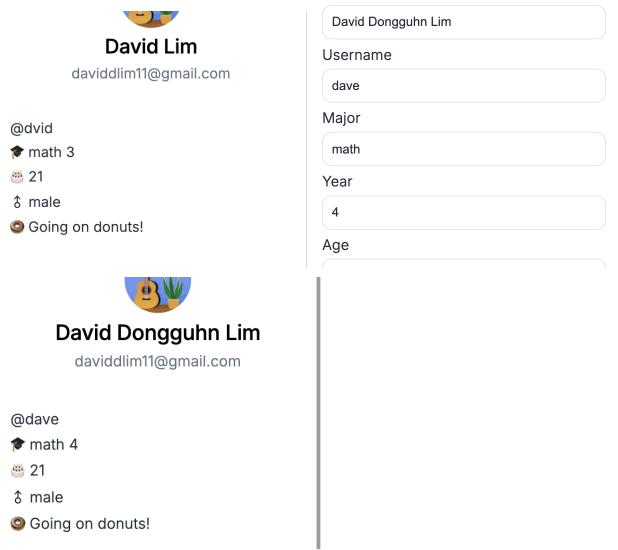 David Lim
daviddlim11@gmail.com
@dvid
🎓 math 3
🎂 21
⚦ male
🍩 Going on donuts!
David Dongguhn Lim
Username
dave
Major
math
Year
4
Age
David Dongguhn Lim
daviddlim11@gmail.com
@dave
🎓 math 4
🎂 21
⚦ male
🍩 Going on donuts!